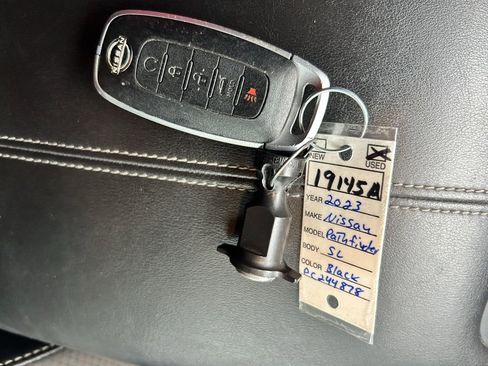 NISSAN
NEW
USED
19145A
YEAR 2023
MAKE Nissan
MODEL Pathfinder
BODY SL
COLOR Black
PC244878